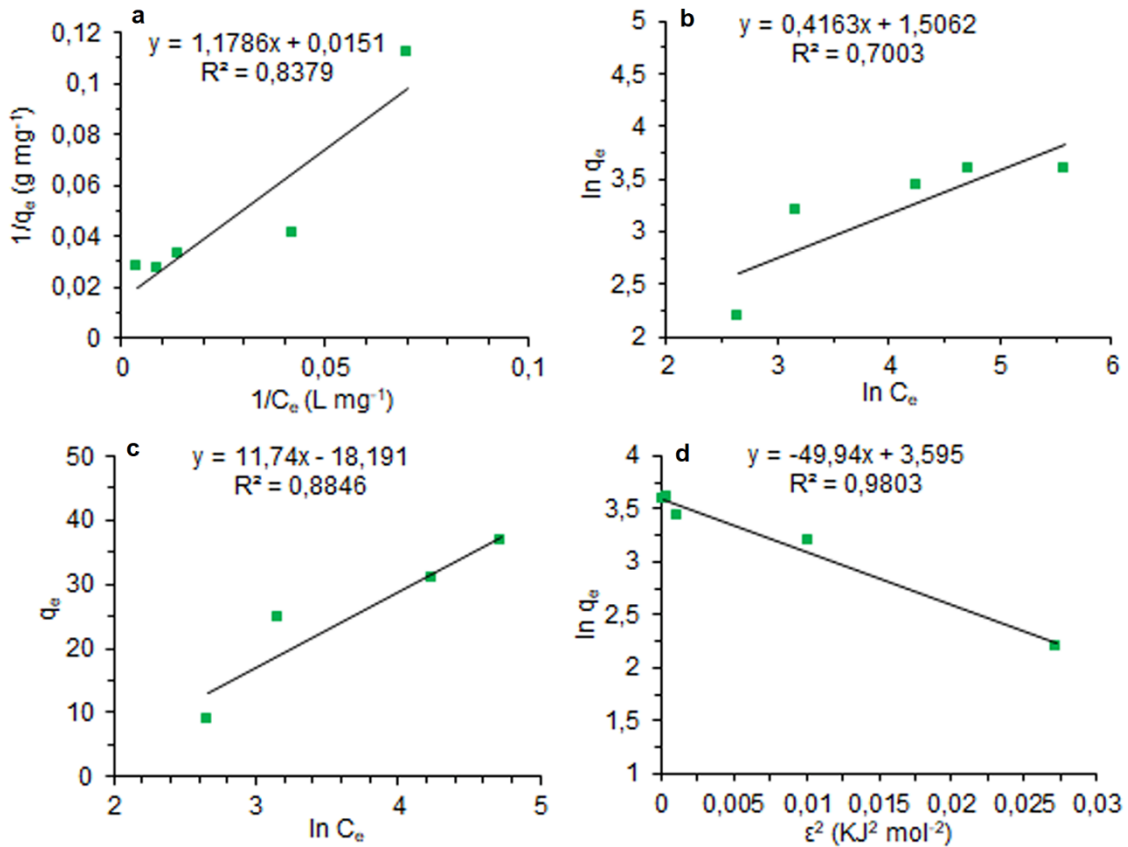 a
y = 1,1786x + 0,0151
R² = 0,8379
0,12
0,1
0,08
0,06
0,04
0,02
0
1/qₑ (g mg⁻¹)
0
0,05
0,1
1/Cₑ (L mg⁻¹)
b
y = 0,4163x + 1,5062
R² = 0,7003
5
4,5
4
3,5
3
2,5
2
ln qₑ
2
3
4
5
6
ln Cₑ
c
y = 11,74x - 18,191
R² = 0,8846
50
40
30
20
10
0
qₑ
2
3
4
5
ln Cₑ
d
y = -49,94x + 3,595
R² = 0,9803
4
3,5
3
2,5
2
1,5
1
ln qₑ
0
0,005
0,01
0,015
0,02
0,025
0,03
ε² (KJ² mol⁻²)